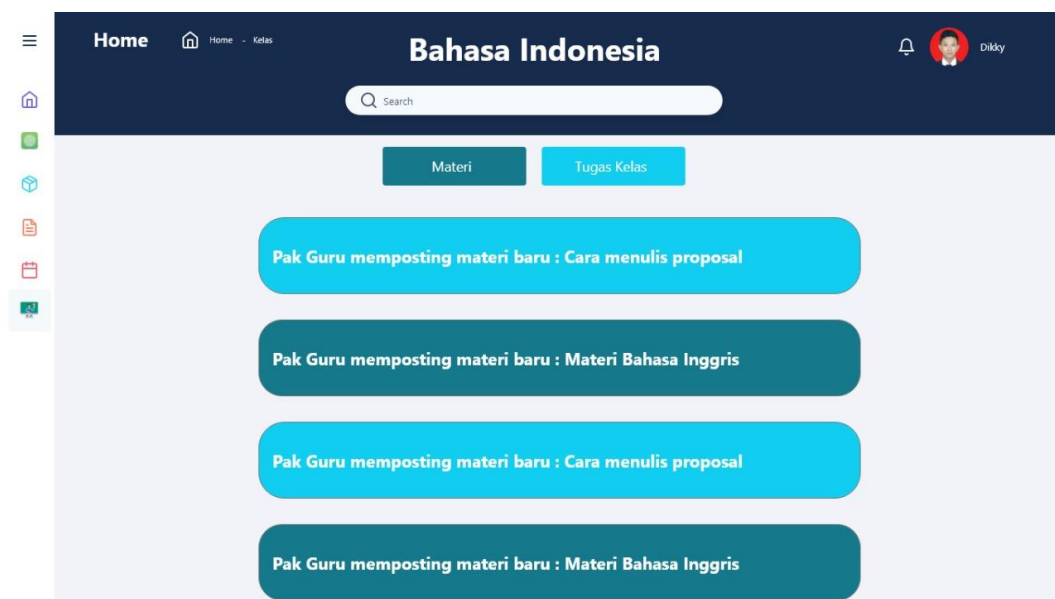 Home
Home - Kelas
Bahasa Indonesia
Dikky
Search
Materi
Tugas Kelas
Pak Guru memposting materi baru : Cara menulis proposal
Pak Guru memposting materi baru : Materi Bahasa Inggris
Pak Guru memposting materi baru : Cara menulis proposal
Pak Guru memposting materi baru : Materi Bahasa Inggris